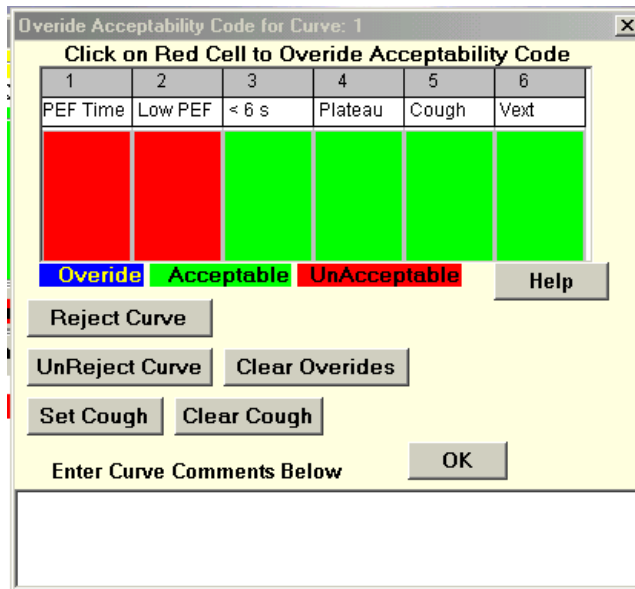 Overide Acceptability Code for Curve: 1
Click on Red Cell to Overide Acceptability Code
1 2 3 4 5 6
PEF Time Low PEF < 6 s Plateau Cough Vext
Overide Acceptable UnAcceptable
Help
Reject Curve
UnReject Curve Clear Overides
Set Cough Clear Cough
OK
Enter Curve Comments Below